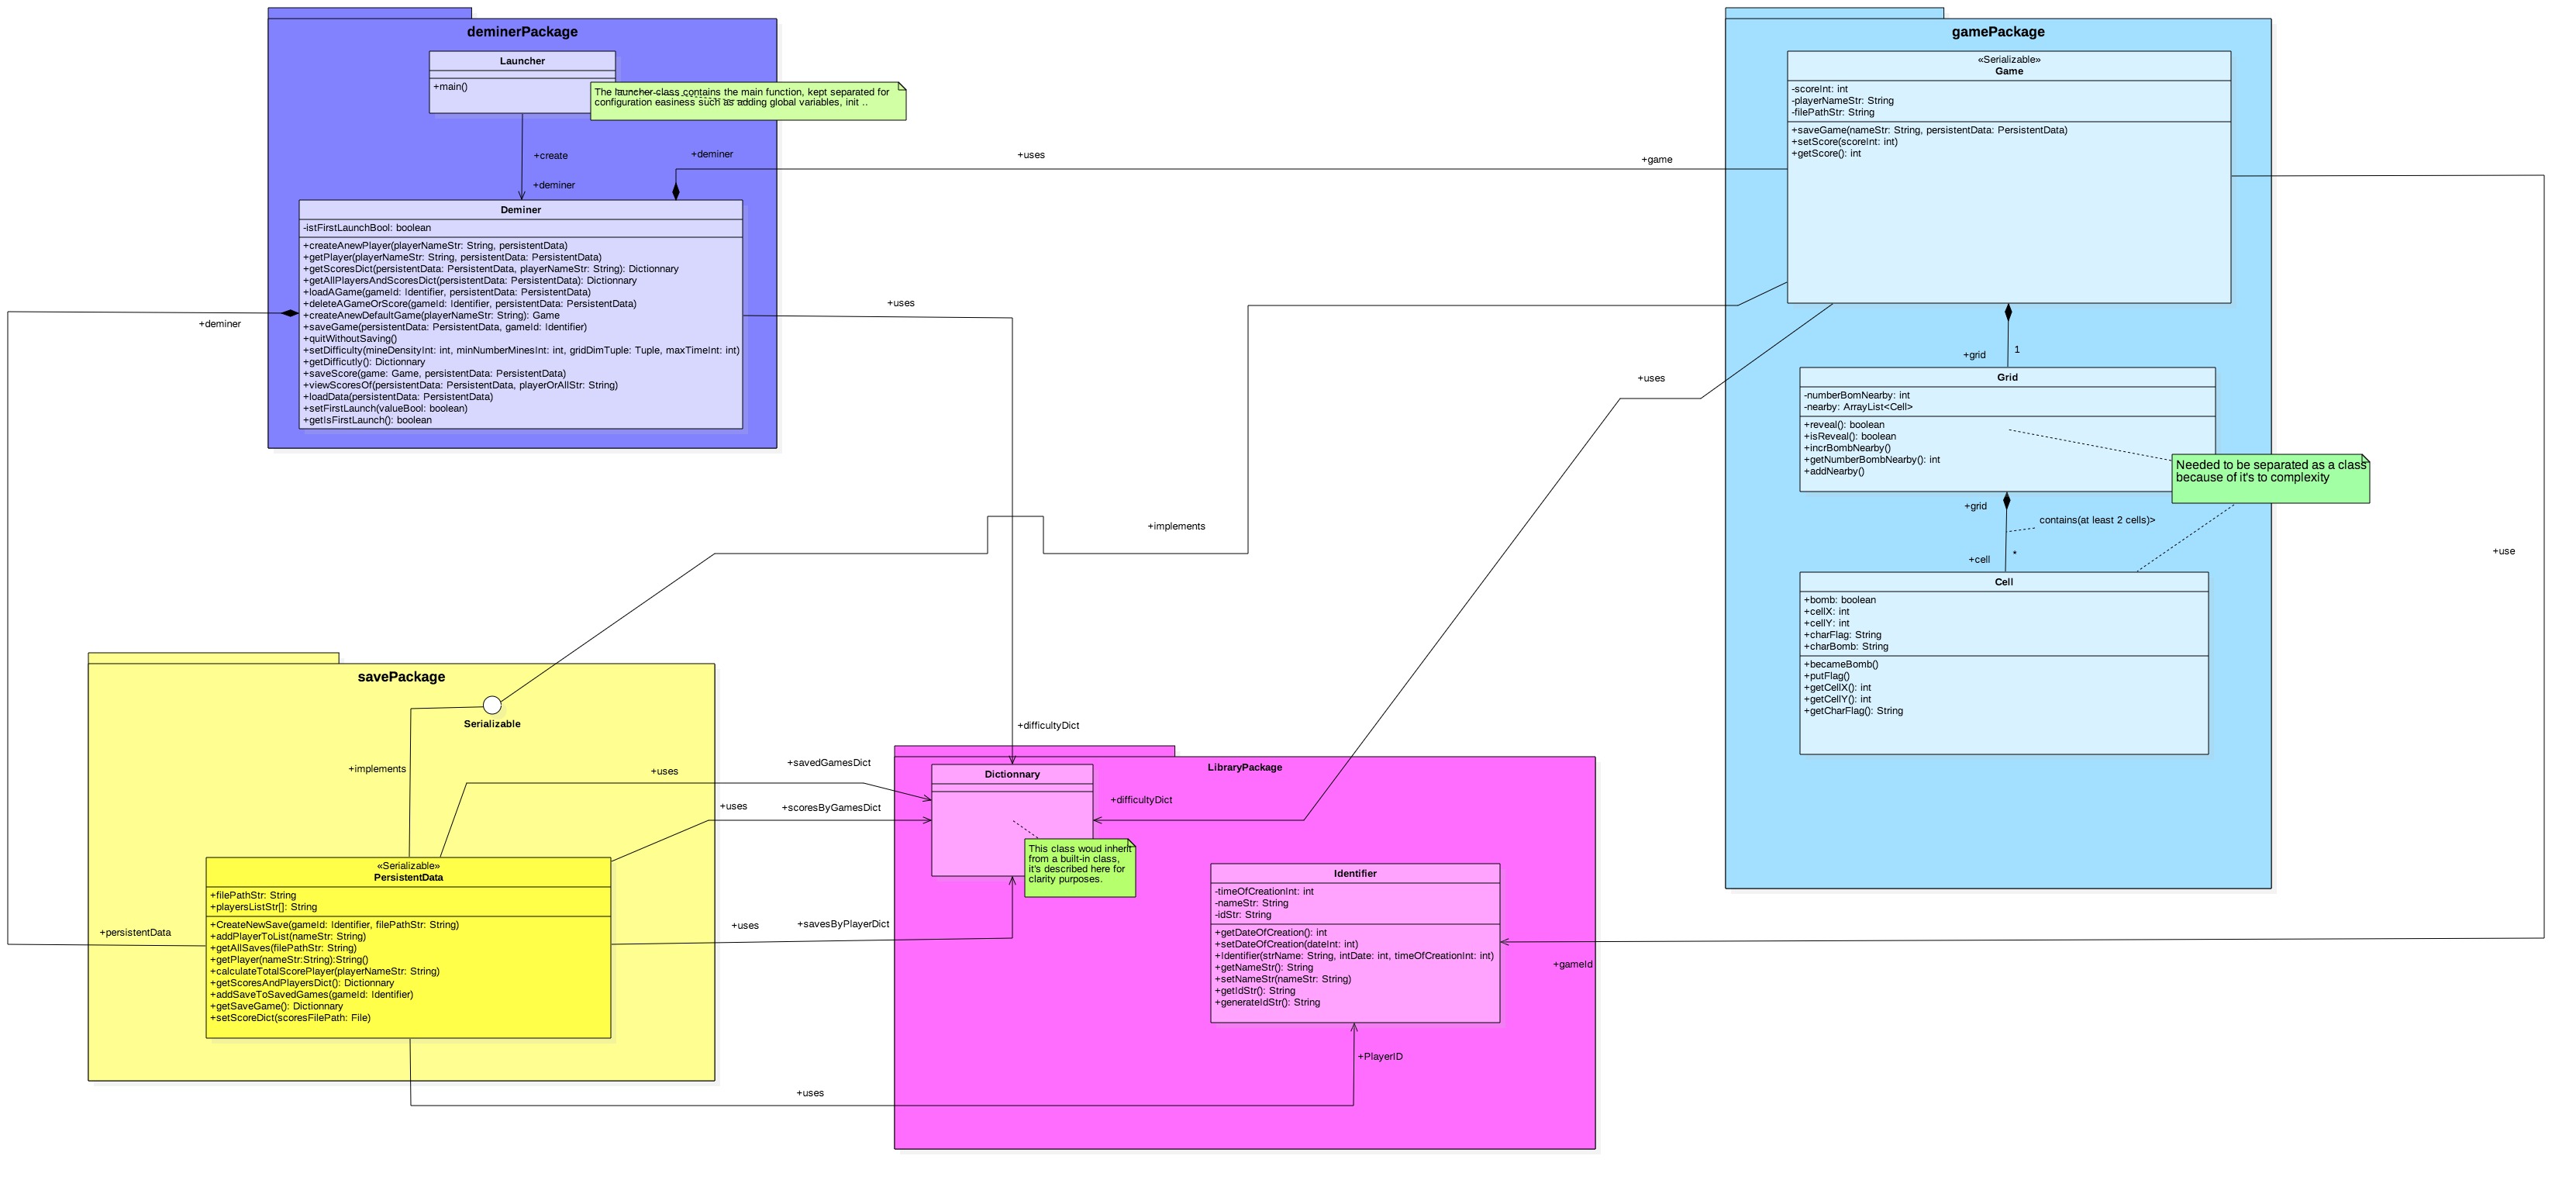 deminerPackage
Launcher
+main()
The launcher class contains the main function, kept separated for
configuration easiness such as adding global variables, init ..
+create
+deminer
+deminer
+uses
+game
Deminer
-istFirstLaunchBool: boolean
+createAnewPlayer(playerNameStr: String, persistentData)
+getPlayer(playerNameStr: String, persistentData: PersistentData)
+getScoresDict(persistentData: PersistentData, playerNameStr: String): Dictionnary
+getAllPlayersAndScoresDict(persistentData: PersistentData): Dictionnary
+loadAGame(gameId: Identifier, persistentData: PersistentData)
+deleteAGameOrScore(gameId: Identifier, persistentData: PersistentData)
+createAnewDefaultGame(playerNameStr: String): Game
+saveGame(persistentData: PersistentData, gameId: Identifier)
+quitWithoutSaving()
+setDifficulty(mineDensityInt: int, minNumberMinesInt: int, gridDimTuple: Tuple, maxTimeInt: int)
+getDifficutly(): Dictionnary
+saveScore(game: Game, persistentData: PersistentData)
+viewScoresOf(persistentData: PersistentData, playerOrAllStr: String)
+loadData(persistentData: PersistentData)
+setFirstLaunch(valueBool: boolean)
+getIsFirstLaunch(): boolean
+deminer
+uses
gamePackage
«Serializable»
Game
-scoreInt: int
-playerNameStr: String
-filePathStr: String
+saveGame(nameStr: String, persistentData: PersistentData)
+setScore(scoreInt: int)
+getScore(): int
+grid
1
+uses
Grid
-numberBomNearby: int
-nearby: ArrayList<Cell>
+reveal(): boolean
+isReveal(): boolean
+incrBombNearby()
+getNumberBombNearby(): int
+addNearby()
Needed to be separated as a class
because of it's to complexity
+grid
contains(at least 2 cells)>
+cell
*
+implements
+use
Cell
+bomb: boolean
+cellX: int
+cellY: int
+charFlag: String
+charBomb: String
+becameBomb()
+putFlag()
+getCellX(): int
+getCellY(): int
+getCharFlag(): String
savePackage
Serializable
+implements
+uses
+savedGamesDict
+uses
+scoresByGamesDict
+difficultyDict
«Serializable»
PersistentData
+filePathStr: String
+playersListStr[]: String
+CreateNewSave(gameId: Identifier, filePathStr: String)
+addPlayerToList(nameStr: String)
+getAllSaves(filePathStr: String)
+getPlayer(nameStr:String):String()
+calculateTotalScorePlayer(playerNameStr: String)
+getScoresAndPlayersDict(): Dictionnary
+addSaveToSavedGames(gameId: Identifier)
+getSaveGame(): Dictionnary
+setScoreDict(scoresFilePath: File)
+persistentData
+uses
+savesByPlayerDict
+uses
LibraryPackage
Dictionnary
+difficultyDict
This class woud inherit
from a built-in class,
it's described here for
clarity purposes.
Identifier
-timeOfCreationInt: int
-nameStr: String
-idStr: String
+getDateOfCreation(): int
+setDateOfCreation(dateInt: int)
+Identifier(strName: String, intDate: int, timeOfCreationInt: int)
+getNameStr(): String
+setNameStr(nameStr: String)
+getIdStr(): String
+generateIdStr(): String
+gameId
+PlayerID